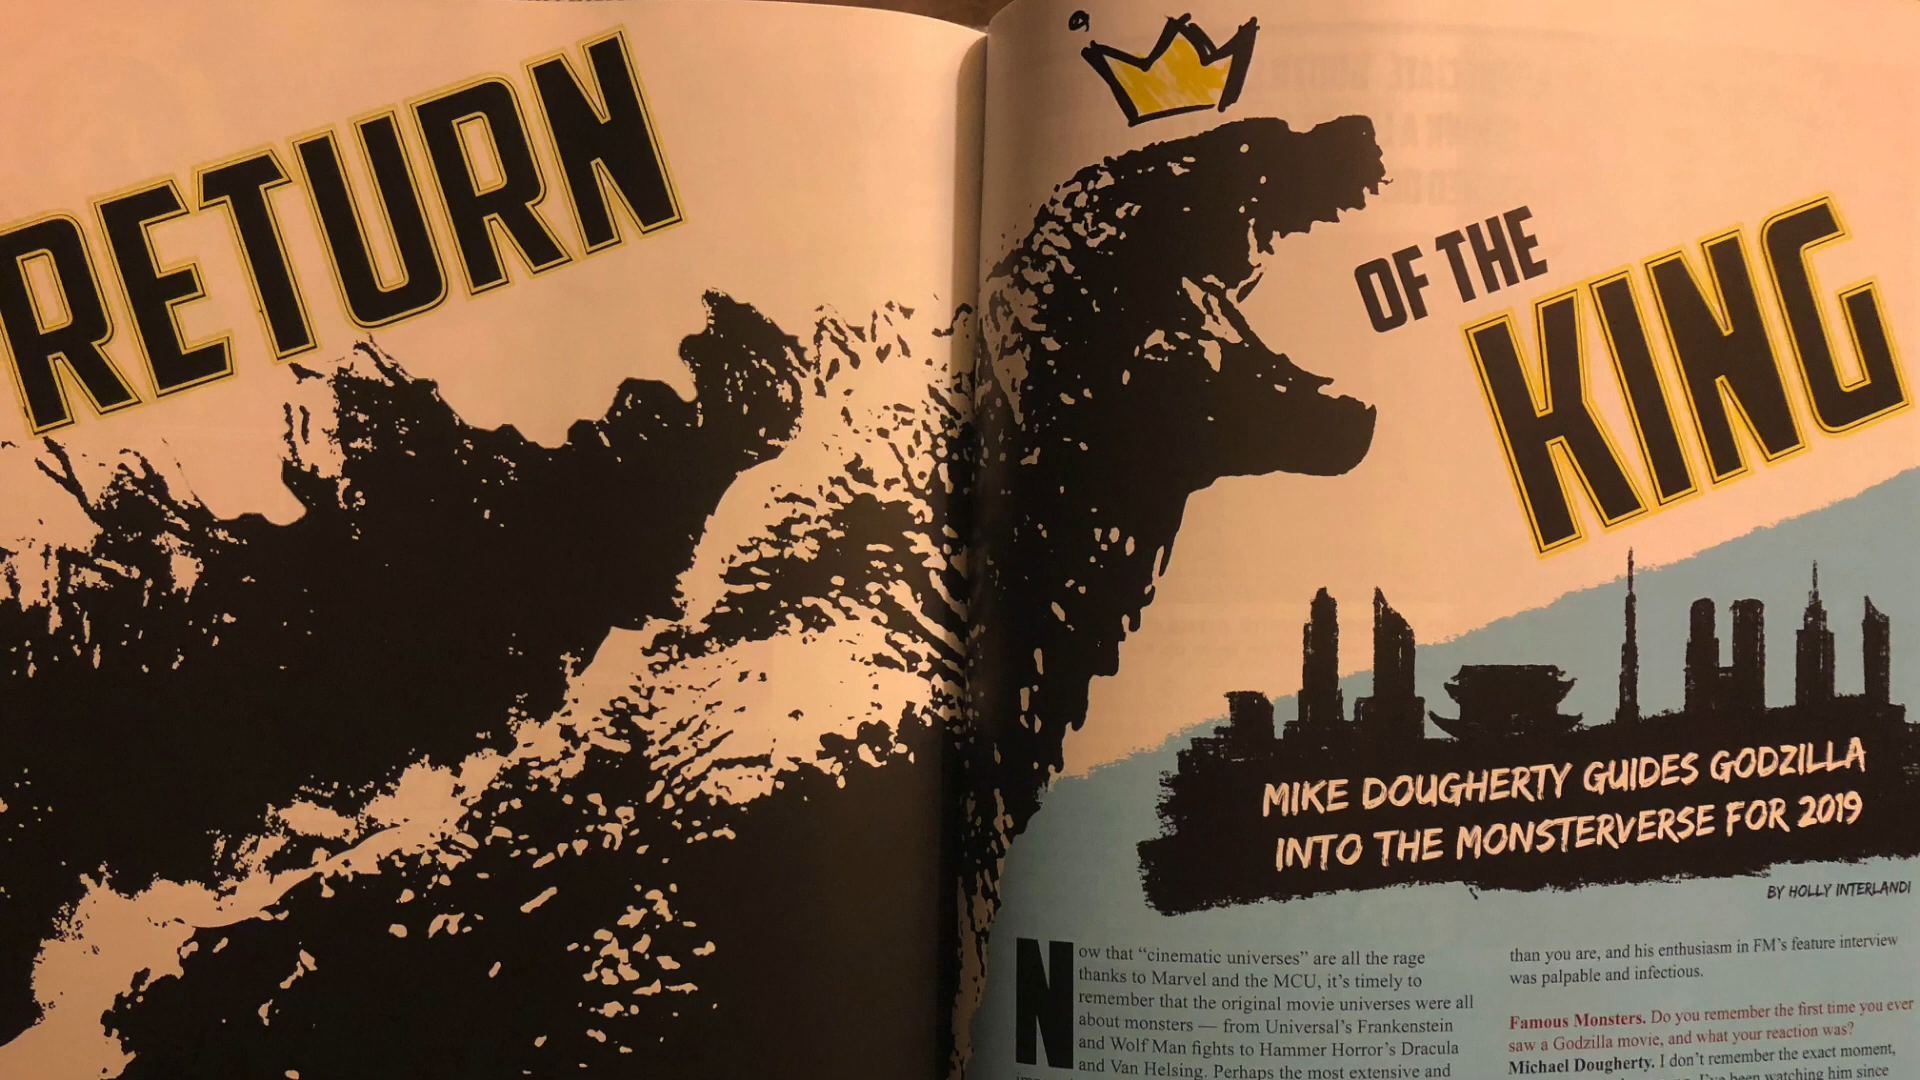 RETURN
OF THE
KING
MIKE DOUGHERTY GUIDES GODZILLA
INTO THE MONSTERVERSE FOR 2019
BY HOLLY INTERLANDI
Now that “cinematic universes” are all the rage
thanks to Marvel and the MCU, it’s timely to
remember that the original movie universes were all
about monsters — from Universal’s Frankenstein
and Wolf Man fights to Hammer Horror’s Dracula
and Van Helsing. Perhaps the most extensive and
than you are, and his enthusiasm in FM’s feature interview
was palpable and infectious.
Famous Monsters. Do you remember the first time you ever
saw a Godzilla movie, and what your reaction was?
Michael Dougherty. I don’t remember the exact moment,
I’ve been watching him since